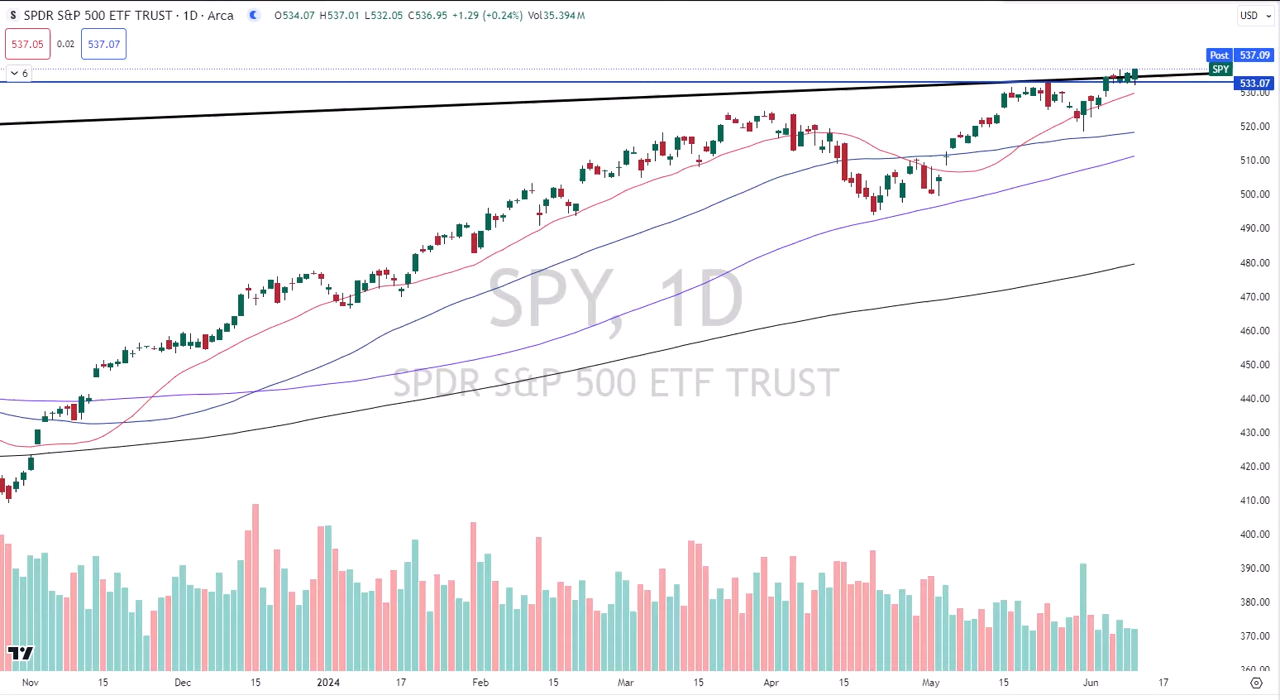 S SPDR S&P 500 ETF TRUST · 1D · Arca O534.07 H537.01 L532.05 C536.95 +1.29 (+0.24%) Vol35.394M USD
537.05 0.02 537.07
6
Post 537.09
SPY
533.07
530.00
520.00
510.00
500.00
490.00
480.00
470.00
460.00
450.00
440.00
430.00
420.00
410.00
400.00
390.00
380.00
370.00
360.00
SPY, 1D
SPDR S&P 500 ETF TRUST
Nov 15 Dec 15 2024 17 Feb 15 Mar 15 Apr 15 May 15 Jun 17